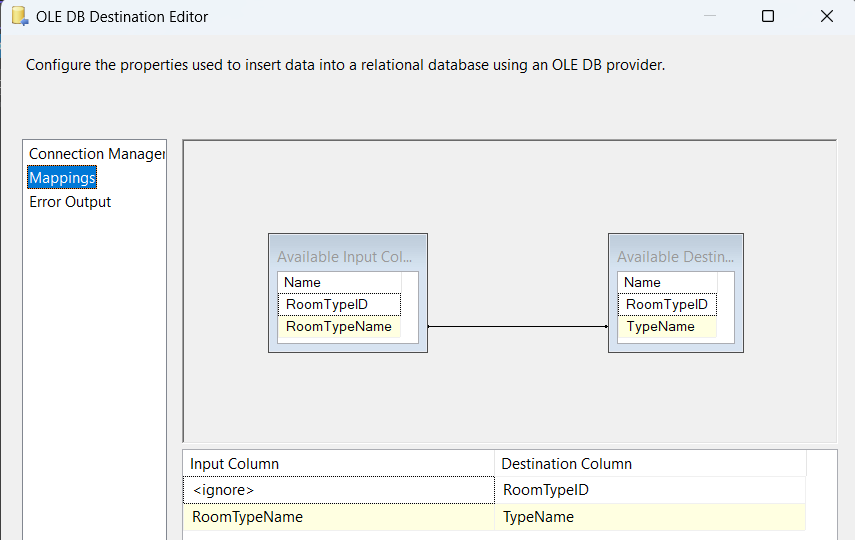 OLE DB Destination Editor
Configure the properties used to insert data into a relational database using an OLE DB provider.
Connection Manager
Mappings
Error Output
Available Input Col...
Name
RoomTypeID
RoomTypeName
Available Destin...
Name
RoomTypeID
TypeName
Input Column Destination Column
<ignore> RoomTypeID
RoomTypeName TypeName